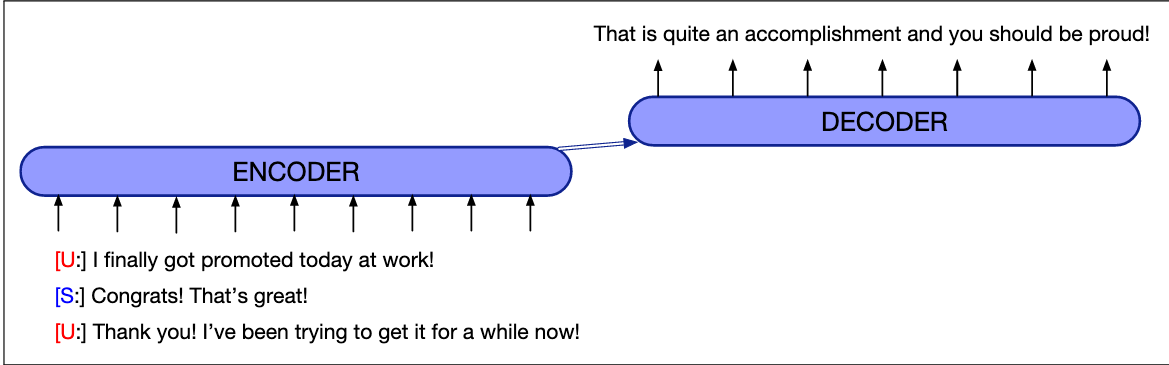 That is quite an accomplishment and you should be proud!
DECODER
ENCODER
[U:] I finally got promoted today at work!
[S:] Congrats! That’s great!
[U:] Thank you! I’ve been trying to get it for a while now!